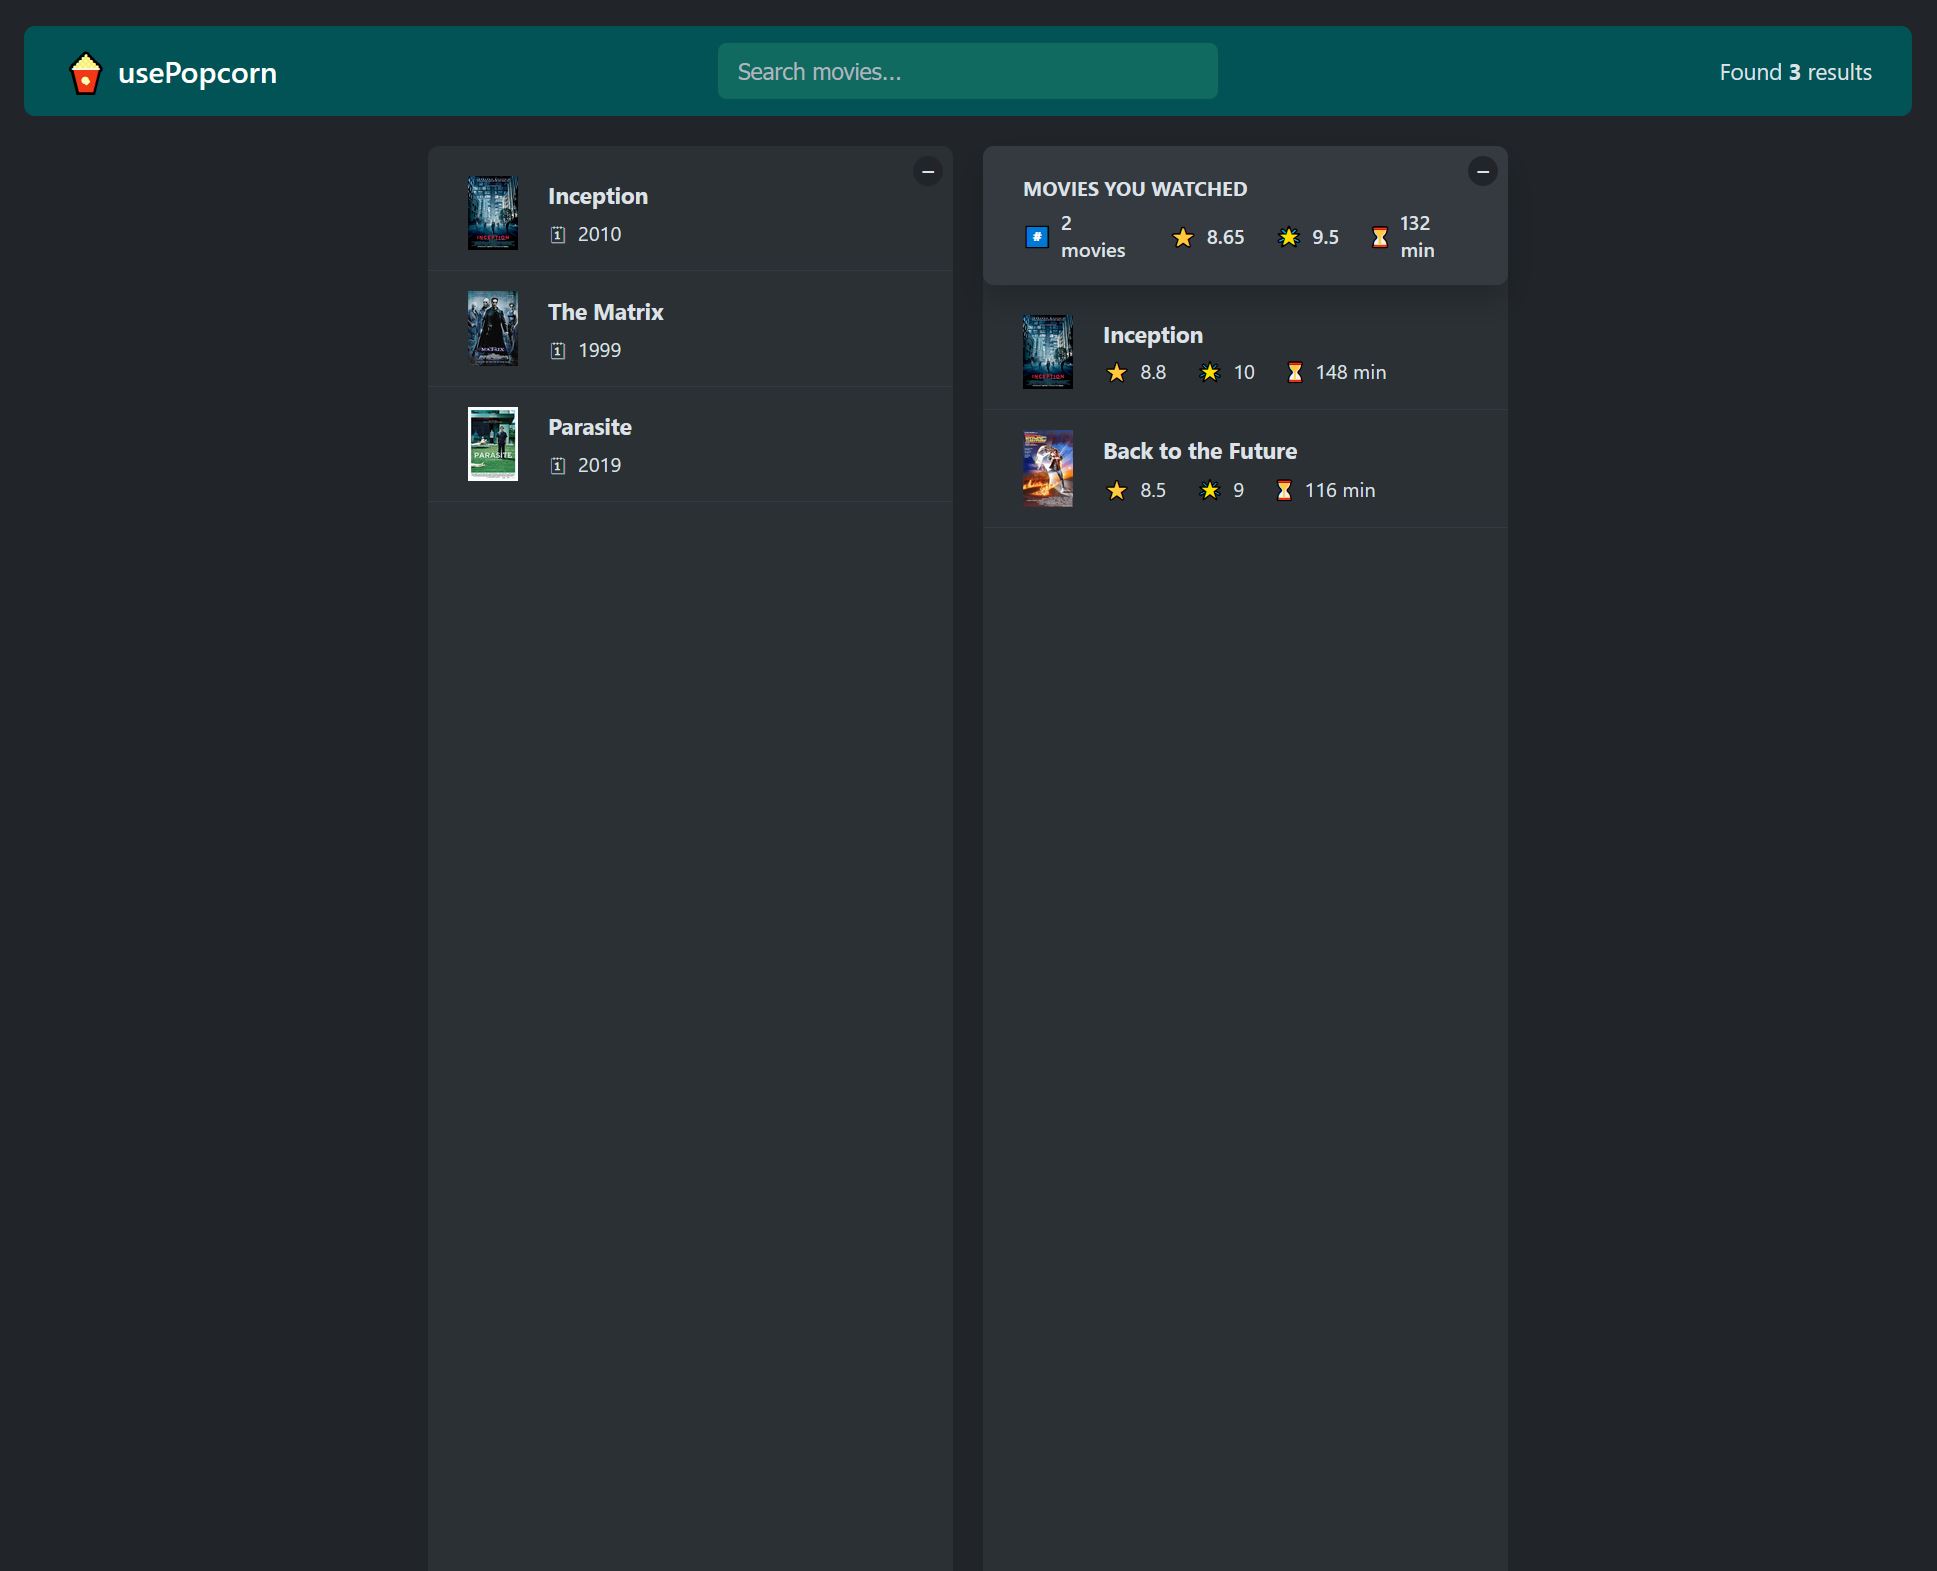 usePopcorn
Search movies...
Found 3 results
Inception
2010
The Matrix
1999
PARASITE
Parasite
2019
MOVIES YOU WATCHED
2 movies
8.65
9.5
132 min
INCEPTION
Inception
8.8 10 148 min
Back to the Future
8.5 9 116 min